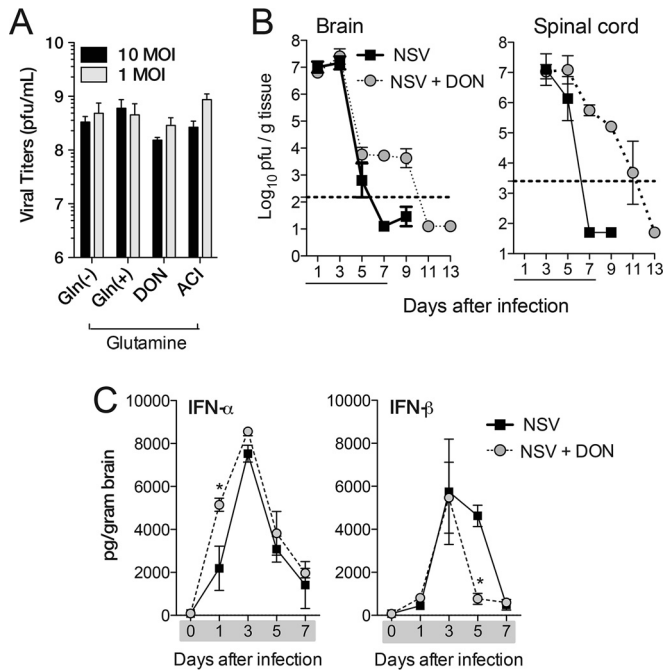 A
Viral Titers (pfu/mL)
10
9
8
7
6
10 MOI
1 MOI
Gln(-)
Gln(+)
DON
ACI
Glutamine
B
Brain
Spinal cord
Log10 pfu / g tissue
8
7
6
5
4
3
2
1
0
NSV
NSV + DON
1 3 5 7 9 11 13
8
7
6
5
4
3
2
1
1 3 5 7 9 11 13
Days after infection
C
pg/gram brain
IFN-α
10000
8000
6000
4000
2000
0
*
0 1 3 5 7
Days after infection
IFN-β
10000
8000
6000
4000
2000
0
*
NSV
NSV + DON
0 1 3 5 7
Days after infection